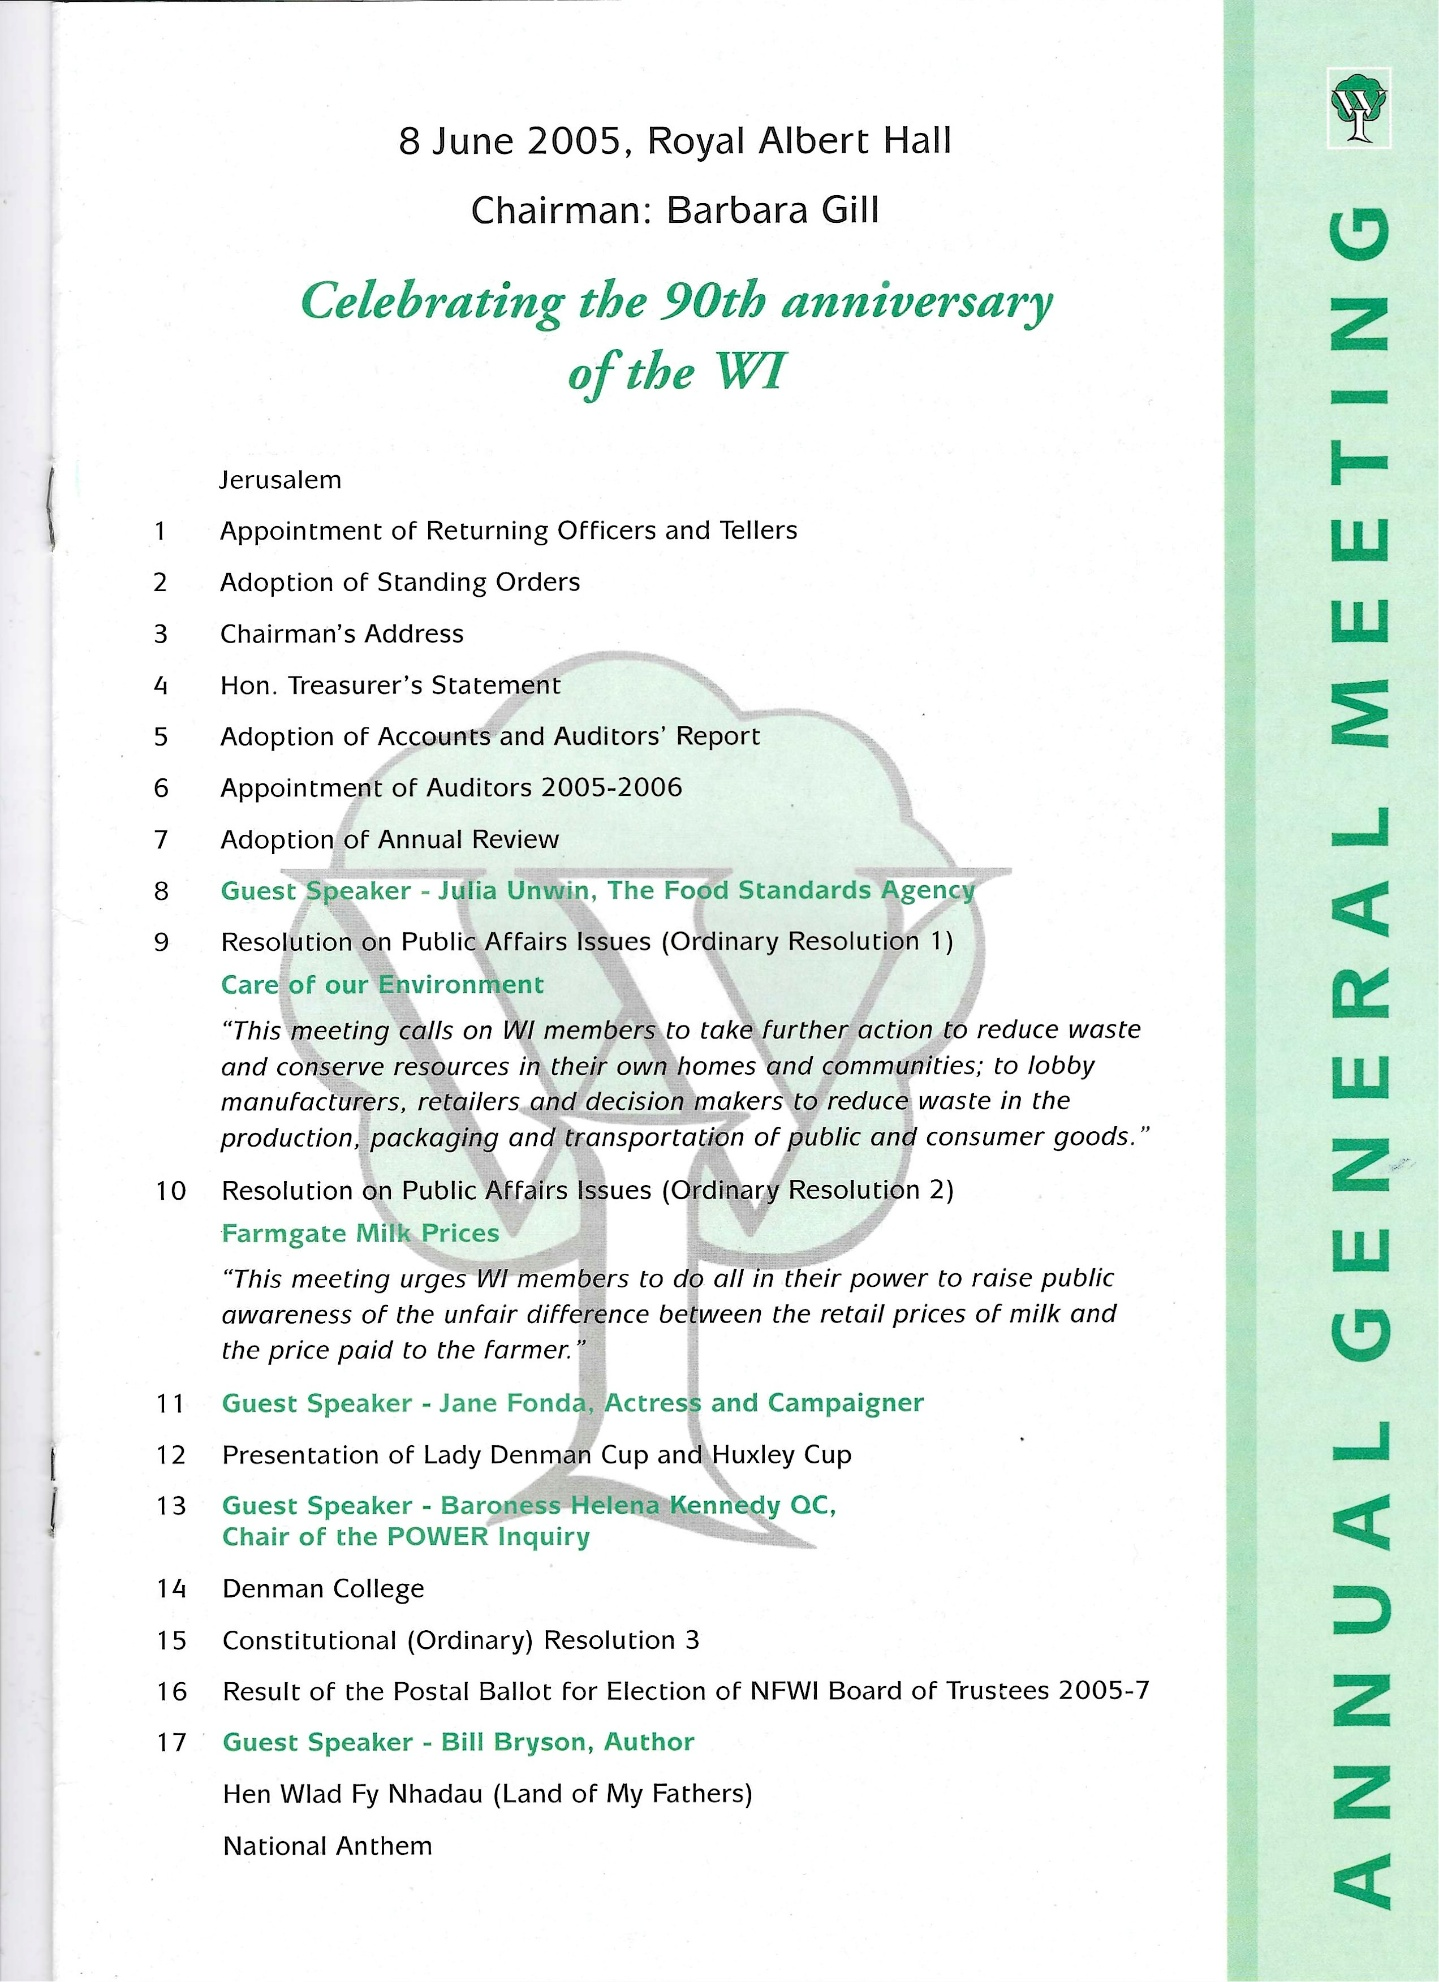 8 June 2005, Royal Albert Hall
Chairman: Barbara Gill
Celebrating the 90th anniversary
of the WI
Jerusalem
1 Appointment of Returning Officers and Tellers
2 Adoption of Standing Orders
3 Chairman's Address
4 Hon. Treasurer's Statement
5 Adoption of Accounts and Auditors' Report
6 Appointment of Auditors 2005-2006
7 Adoption of Annual Review
8 Guest Speaker - Julia Unwin, The Food Standards Agency
9 Resolution on Public Affairs Issues (Ordinary Resolution 1)
Care of our Environment
“This meeting calls on WI members to take further action to reduce waste
and conserve resources in their own homes and communities; to lobby
manufacturers, retailers and decision makers to reduce waste in the
production, packaging and transportation of public and consumer goods.”
10 Resolution on Public Affairs Issues (Ordinary Resolution 2)
Farmgate Milk Prices
“This meeting urges WI members to do all in their power to raise public
awareness of the unfair difference between the retail prices of milk and
the price paid to the farmer.”
11 Guest Speaker - Jane Fonda, Actress and Campaigner
12 Presentation of Lady Denman Cup and Huxley Cup
13 Guest Speaker - Baroness Helena Kennedy QC,
Chair of the POWER Inquiry
14 Denman College
15 Constitutional (Ordinary) Resolution 3
16 Result of the Postal Ballot for Election of NFWI Board of Trustees 2005-7
17 Guest Speaker - Bill Bryson, Author
Hen Wlad Fy Nhadau (Land of My Fathers)
National Anthem
ANNUAL GENERAL MEETING
WI
WI